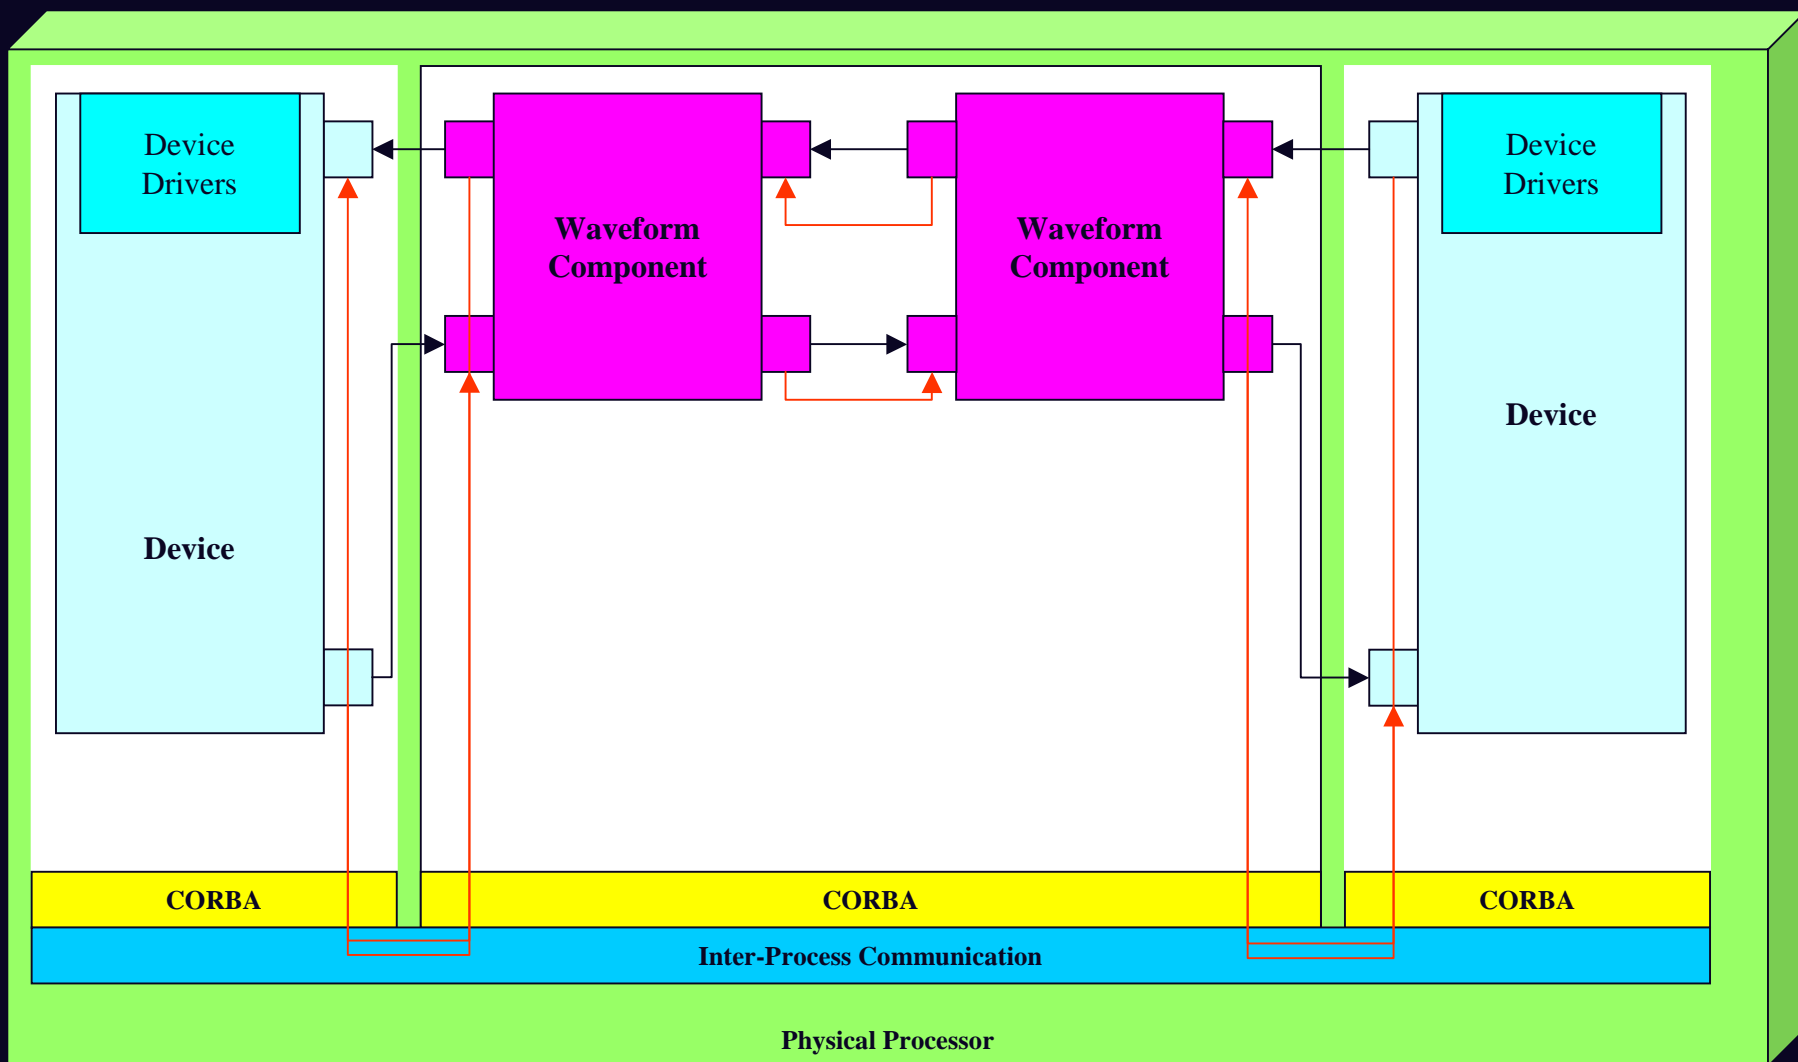 Device
Drivers
Device
Drivers
Waveform
Component
Waveform
Component
Device
Device
CORBA
CORBA
CORBA
Inter-Process Communication
Physical Processor